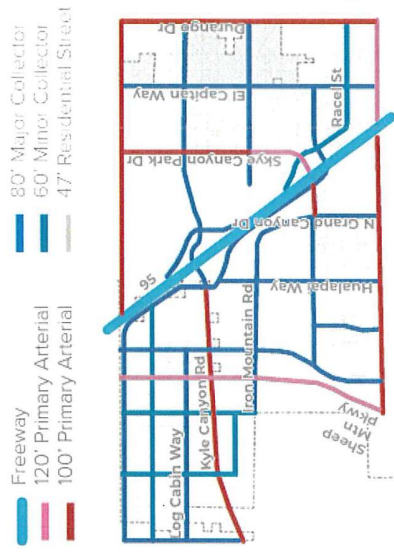 Freeway
120' Primary Arterial
100' Primary Arterial
80' Major Collector
60' Minor Collector
47' Residential Street
95
Durango Dr
El Capitan Way
Racel St
Skye Canyon Park Dr
N Grand Canyon Dr
Hualapai Way
Iron Mountain Rd
Kyle Canyon Rd
Log Cabin Way
Sheep
Mtn
pkwy